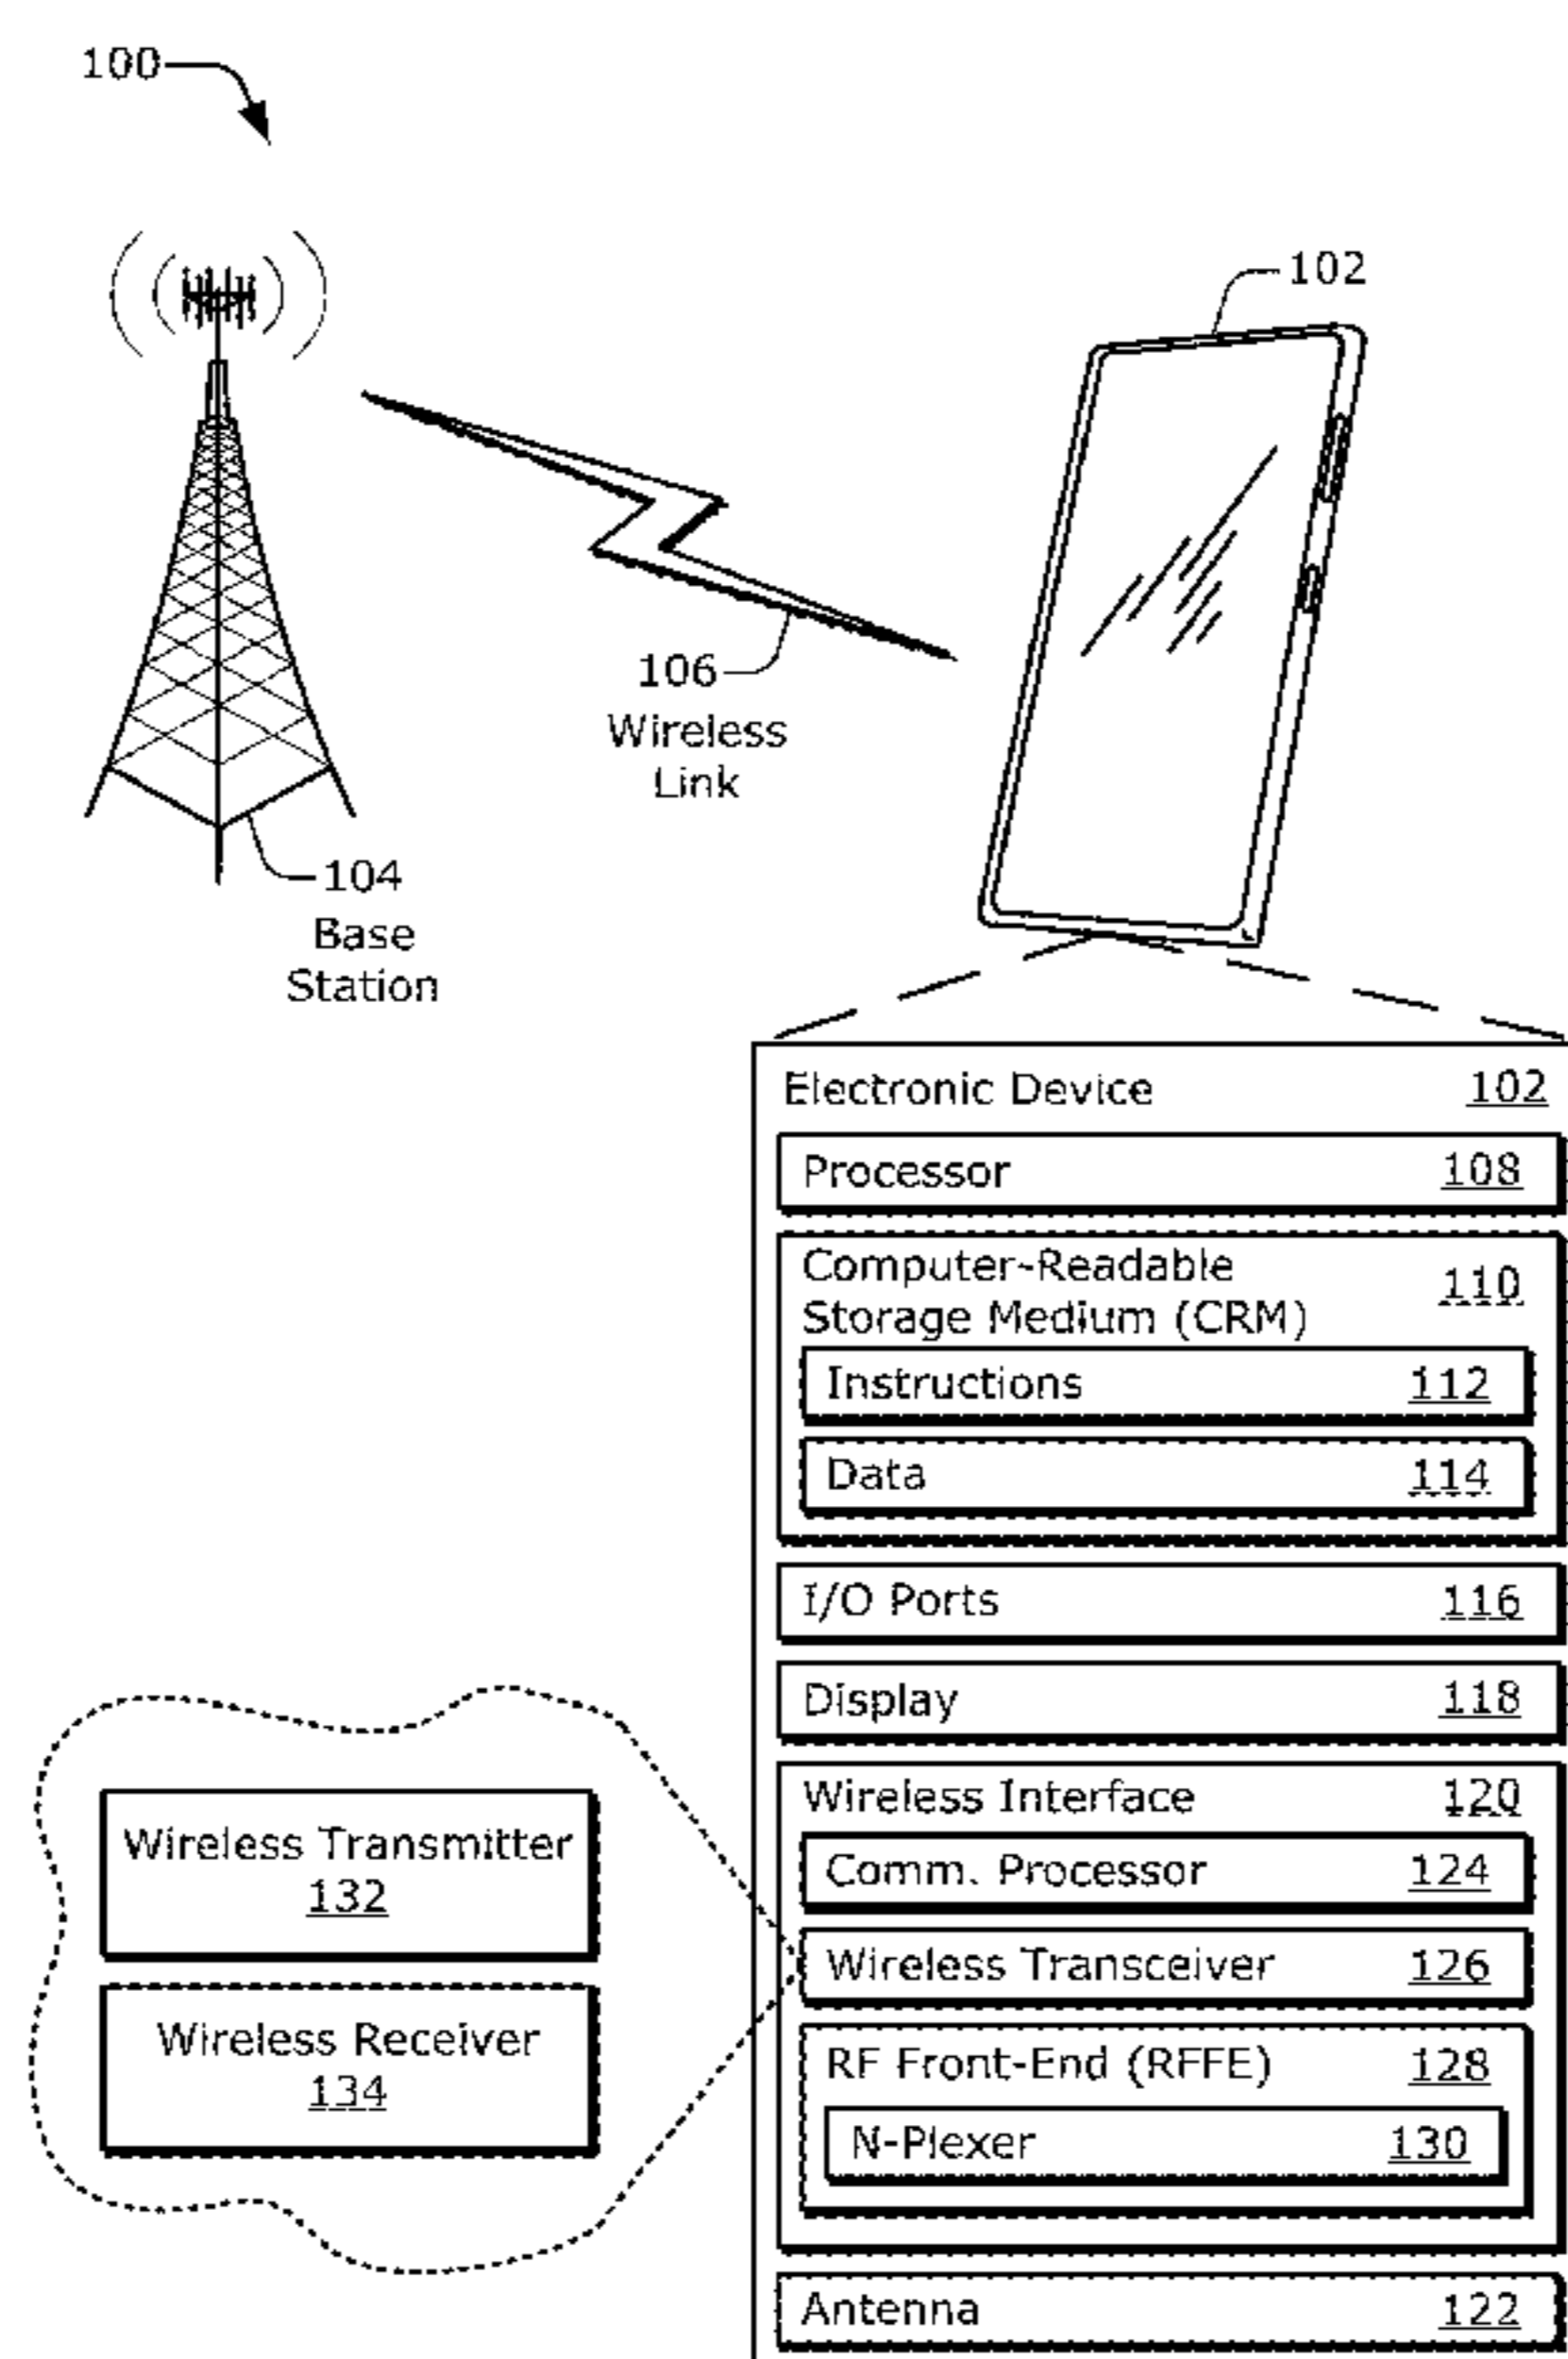 100
102
106
Wireless
Link
104
Base
Station
Electronic Device 102
Processor 108
Computer-Readable
Storage Medium (CRM) 110
Instructions 112
Data 114
I/O Ports 116
Display 118
Wireless Interface 120
Comm. Processor 124
Wireless Transceiver 126
RF Front-End (RFFE) 128
N-Plexer 130
Antenna 122
Wireless Transmitter
132
Wireless Receiver
134